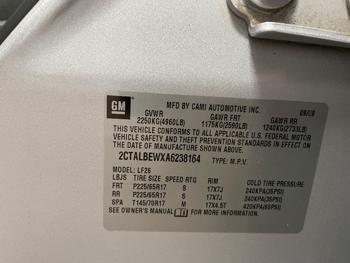 GM
MFD BY CAMI AUTOMOTIVE INC.
GVWR GAWR FRT GAWR RR
2250KG(4960LB) 1175KG(2590LB) 1240KG(2733LB)
THIS VEHICLE CONFORMS TO ALL APPLICABLE U.S. FEDERAL MOTOR
VEHICLE SAFETY AND THEFT PREVENTION STANDARDS IN EFFECT ON
THE DATE OF MANUFACTURE SHOWN ABOVE.
2CTALBEWXA6238164 TYPE: M.P.V.
MODEL: LF26
TIRE SIZE SPEED RTG RIM COLD TIRE PRESSURE
FRT P225/65R17 S 17X7J 240KPA(35PSI)
RR P225/65R17 S 17X7J 240KPA(35PSI)
SPA T145/70R17 M 17X4.5T 420KPA(60PSI)
SEE OWNER'S MANUAL FOR MORE INFORMATION.